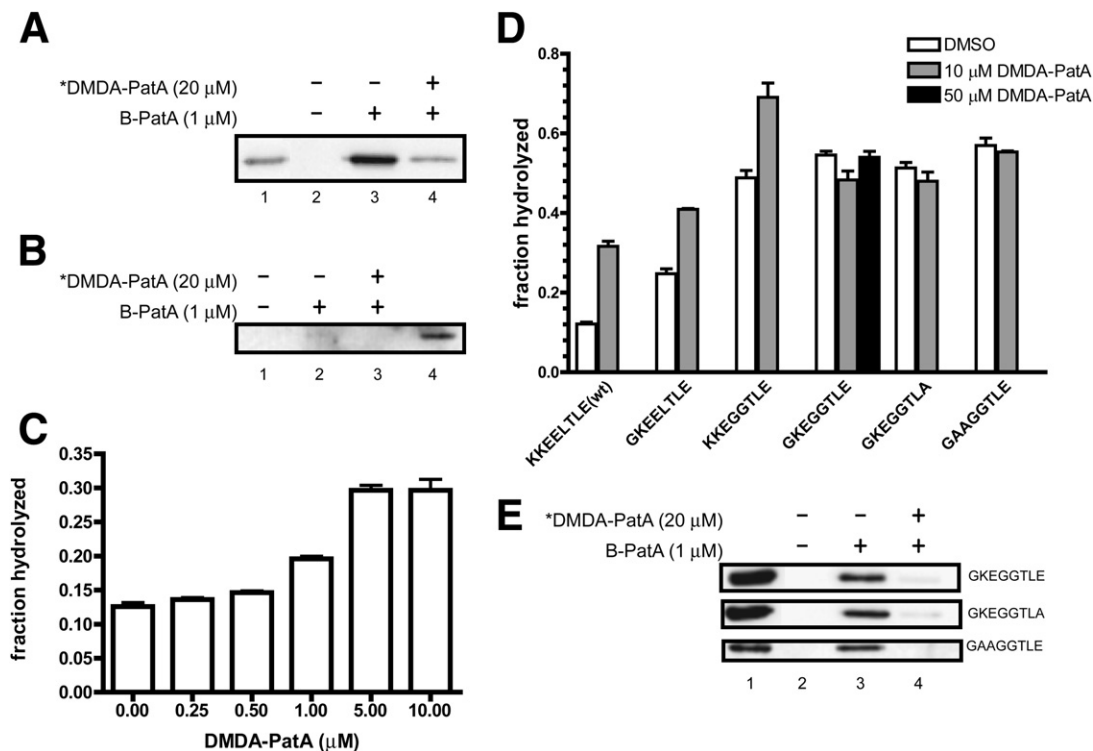 A
*DMDA-PatA (20 μM) – – +
B-PatA (1 μM) – + +
1 2 3 4
B
*DMDA-PatA (20 μM) – – +
B-PatA (1 μM) – + +
1 2 3 4
C
fraction hydrolyzed
0.35
0.30
0.25
0.20
0.15
0.10
0.05
0.00
0.00 0.25 0.50 1.00 5.00 10.00
DMDA-PatA (μM)
D
DMSO
10 μM DMDA-PatA
50 μM DMDA-PatA
fraction hydrolyzed
0.8
0.6
0.4
0.2
0.0
KKEELTLE(wt)
GKEELTLE
KKEGGTLE
GKEGGTLE
GKEGGTLA
GAAGGTLE
E
*DMDA-PatA (20 μM) – – +
B-PatA (1 μM) – + +
GKEGGTLE
GKEGGTLA
GAAGGTLE
1 2 3 4